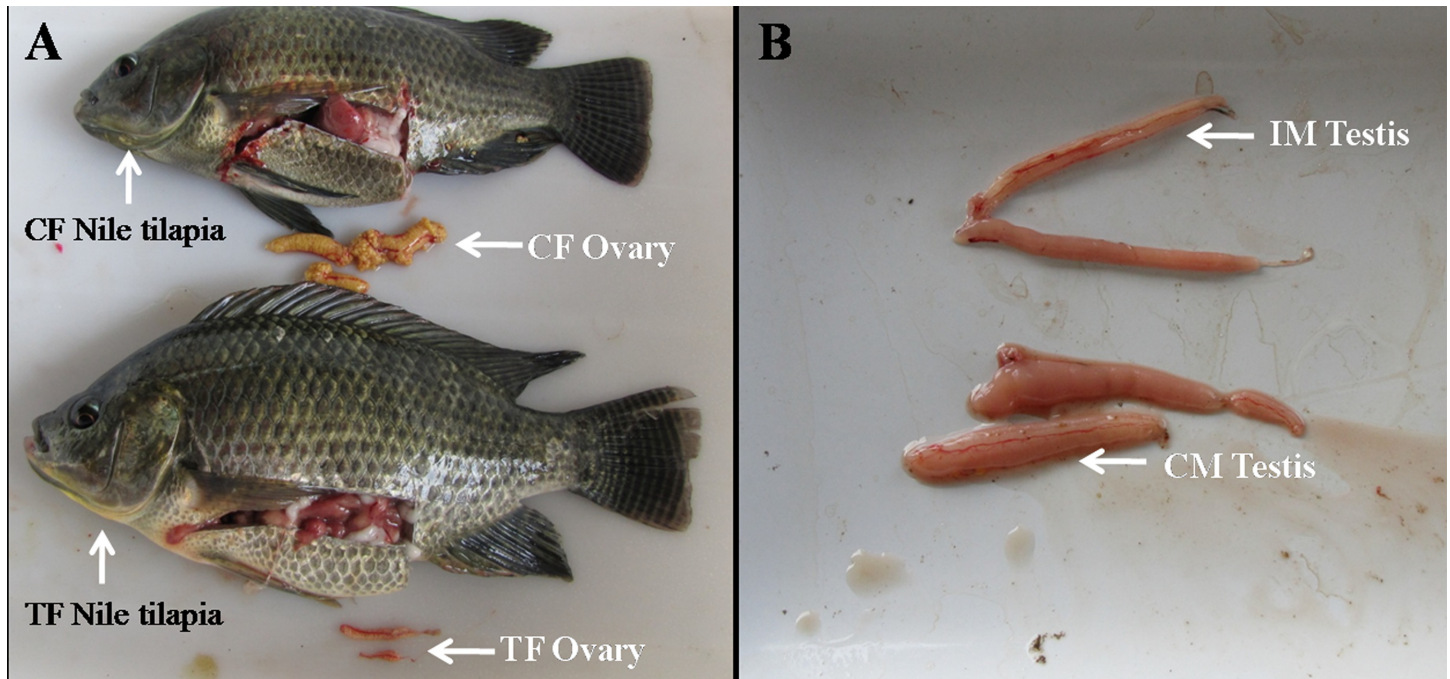 A
CF Nile tilapia
CF Ovary
TF Nile tilapia
TF Ovary
B
IM Testis
CM Testis